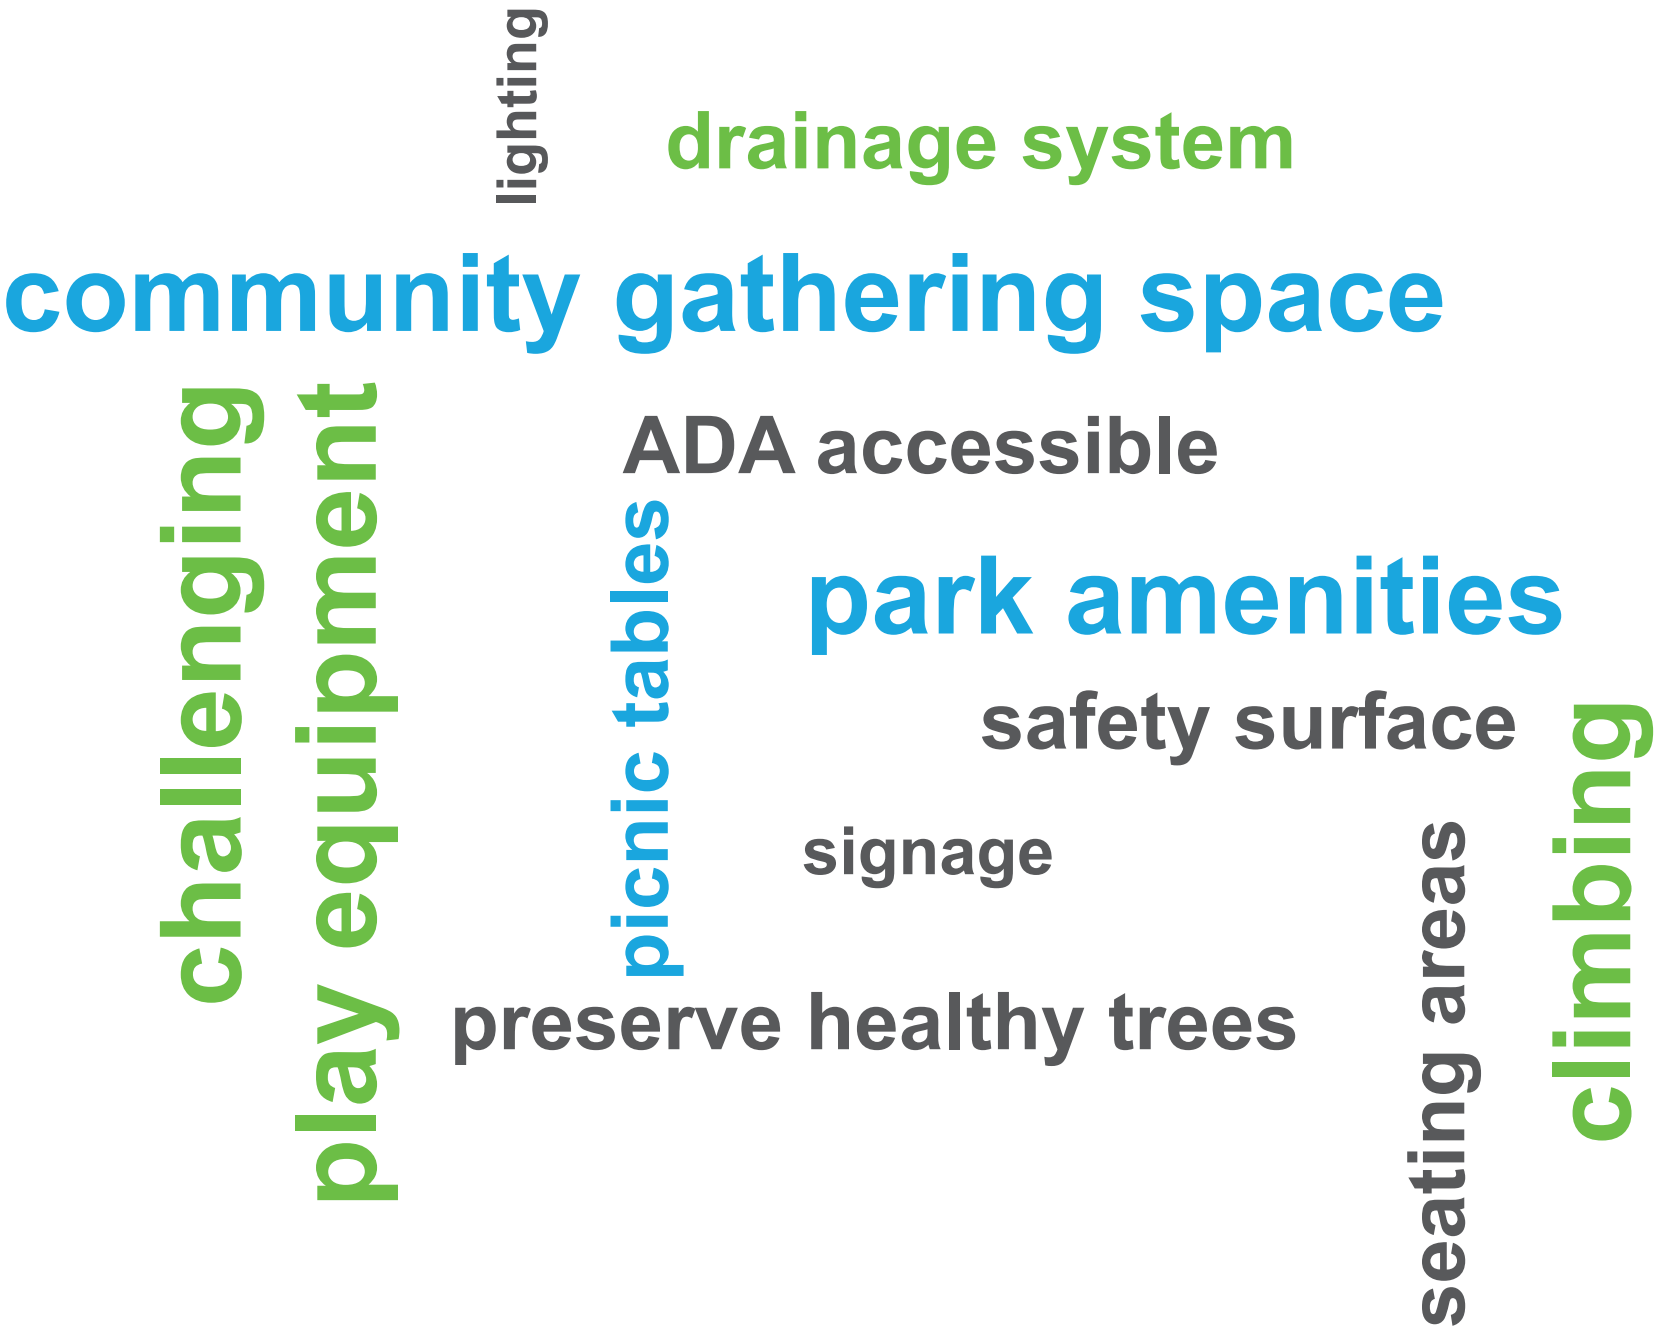 lighting
drainage system
community gathering space
challenging
play equipment
ADA accessible
picnic tables
park amenities
safety surface
climbing
signage
seating areas
preserve healthy trees